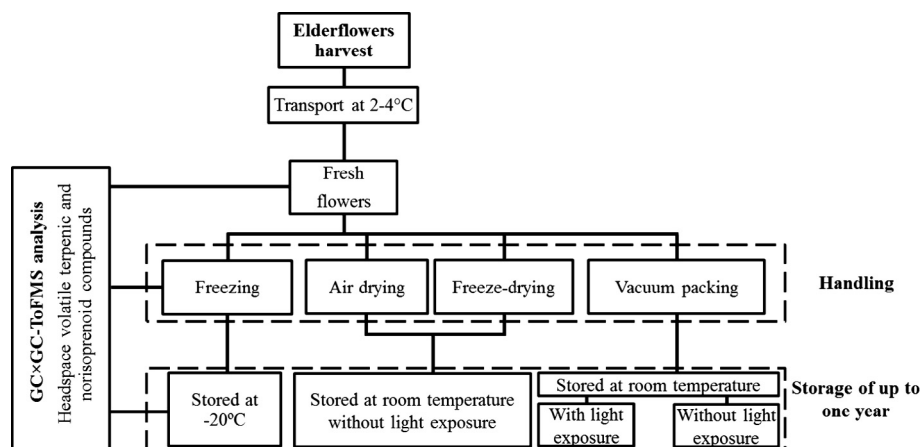 Elderflowers
harvest
Transport at 2-4°C
Fresh
flowers
GC×GC-ToFMS analysis
Headspace volatile terpenic and
norisoprenoid compounds
Freezing
Air drying
Freeze-drying
Vacuum packing
Handling
Stored at
-20ºC
Stored at room temperature
without light exposure
Stored at room temperature
With light
exposure
Without light
exposure
Storage of up to
one year